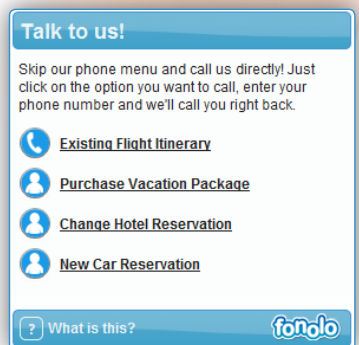 Talk to us!
Skip our phone menu and call us directly! Just
click on the option you want to call, enter your
phone number and we'll call you right back.
Existing Flight Itinerary
Purchase Vacation Package
Change Hotel Reservation
New Car Reservation
? What is this?
fonolo